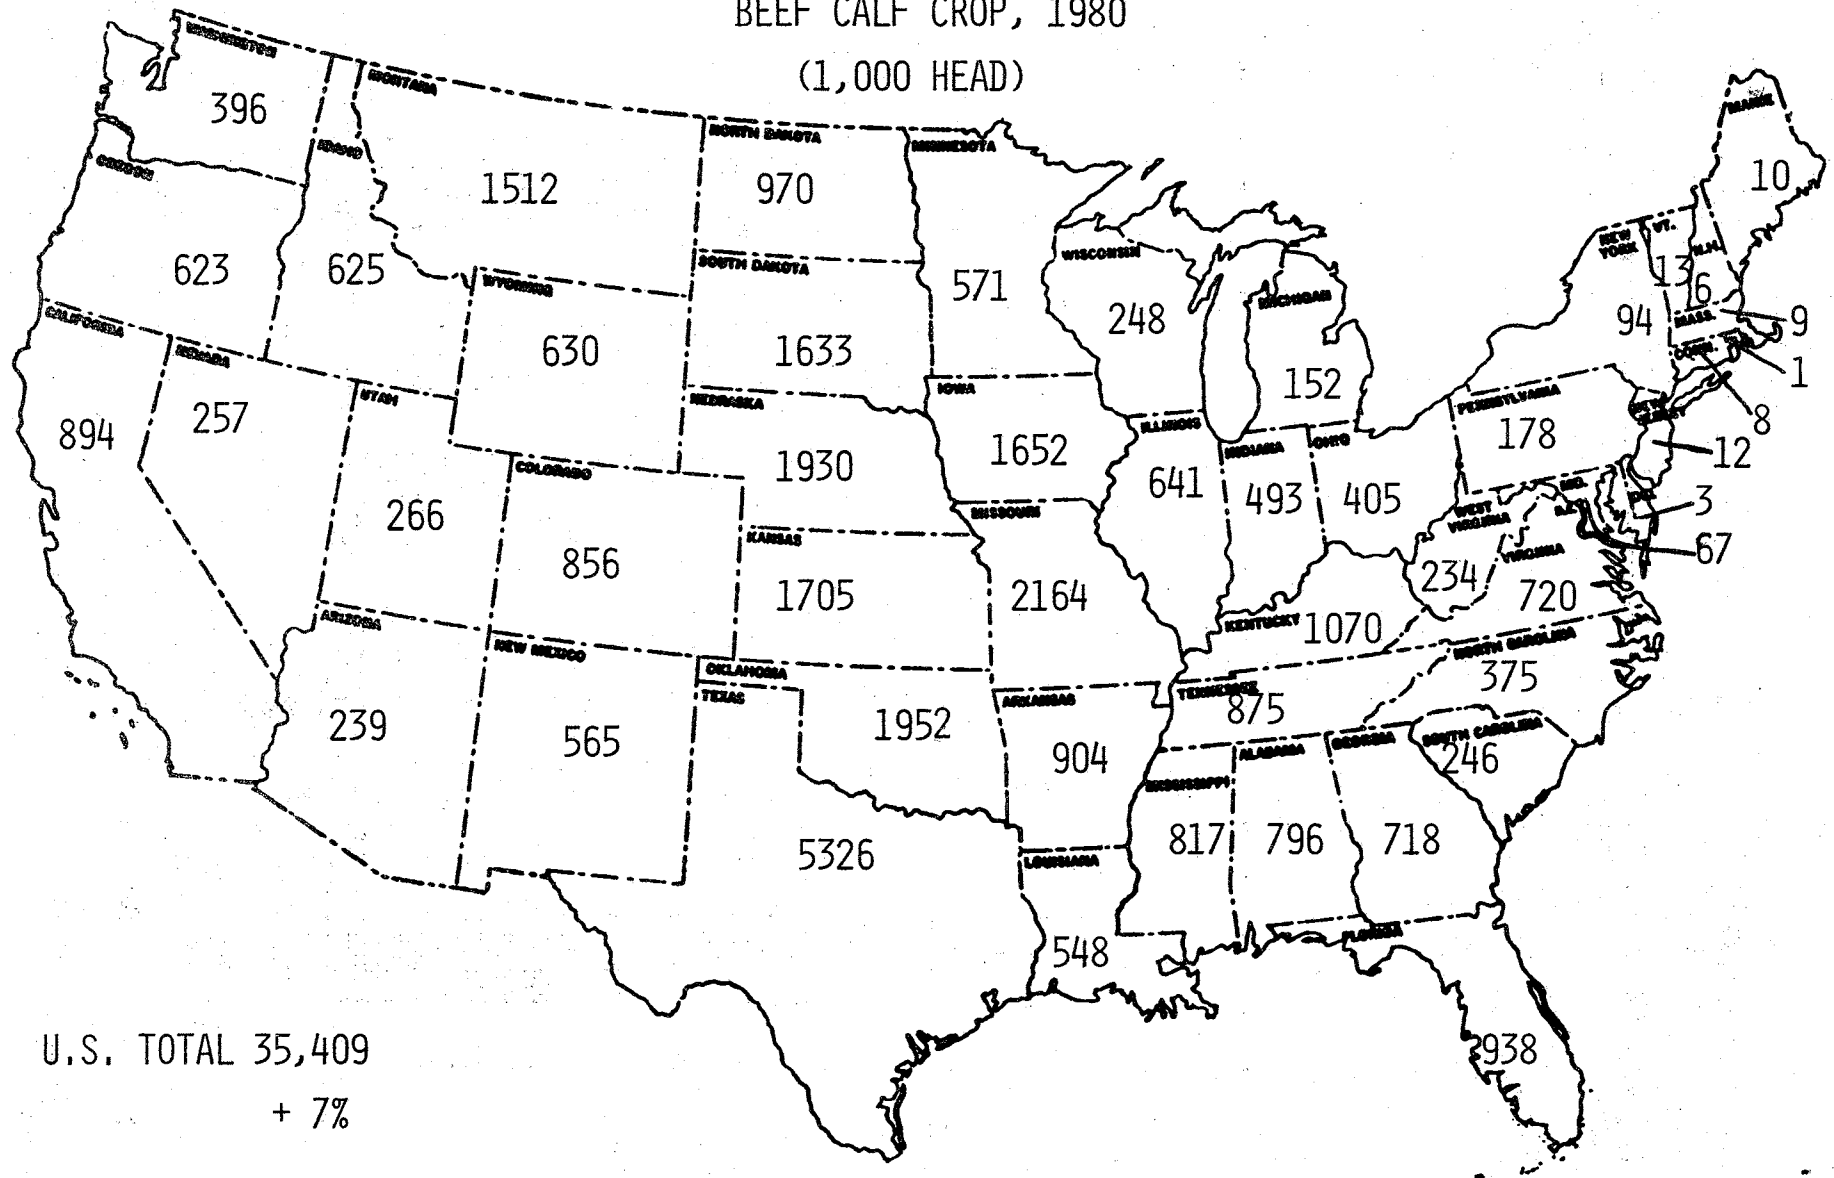 BEEF CALF CROP, 1980
(1,000 HEAD)
WASHINGTON
396
MONTANA
1512
NORTH DAKOTA
970
MINNESOTA
571
MAINE
10
OREGON
623
IDAHO
625
WYOMING
630
SOUTH DAKOTA
1633
WISCONSIN
248
MICHIGAN
152
NEW
YORK
94
VT.
13
N.H.
6
MASS.
9
CONN.
1
8
CALIFORNIA
894
NEVADA
257
UTAH
266
COLORADO
856
NEBRASKA
1930
IOWA
1652
ILLINOIS
641
INDIANA
493
OHIO
405
PENNSYLVANIA
178
NEW
JERSEY
12
MD.
DEL.
3
67
KANSAS
1705
MISSOURI
2164
KENTUCKY 1070
WEST
VIRGINIA
234
VIRGINIA
720
ARIZONA
239
NEW MEXICO
565
OKLAHOMA
1952
TEXAS
5326
ARKANSAS
904
TENNESSEE
875
NORTH CAROLINA
375
SOUTH CAROLINA
246
MISSISSIPPI
817
ALABAMA
796
GEORGIA
718
LOUISIANA
548
FLORIDA
938
U.S. TOTAL 35,409
+ 7%